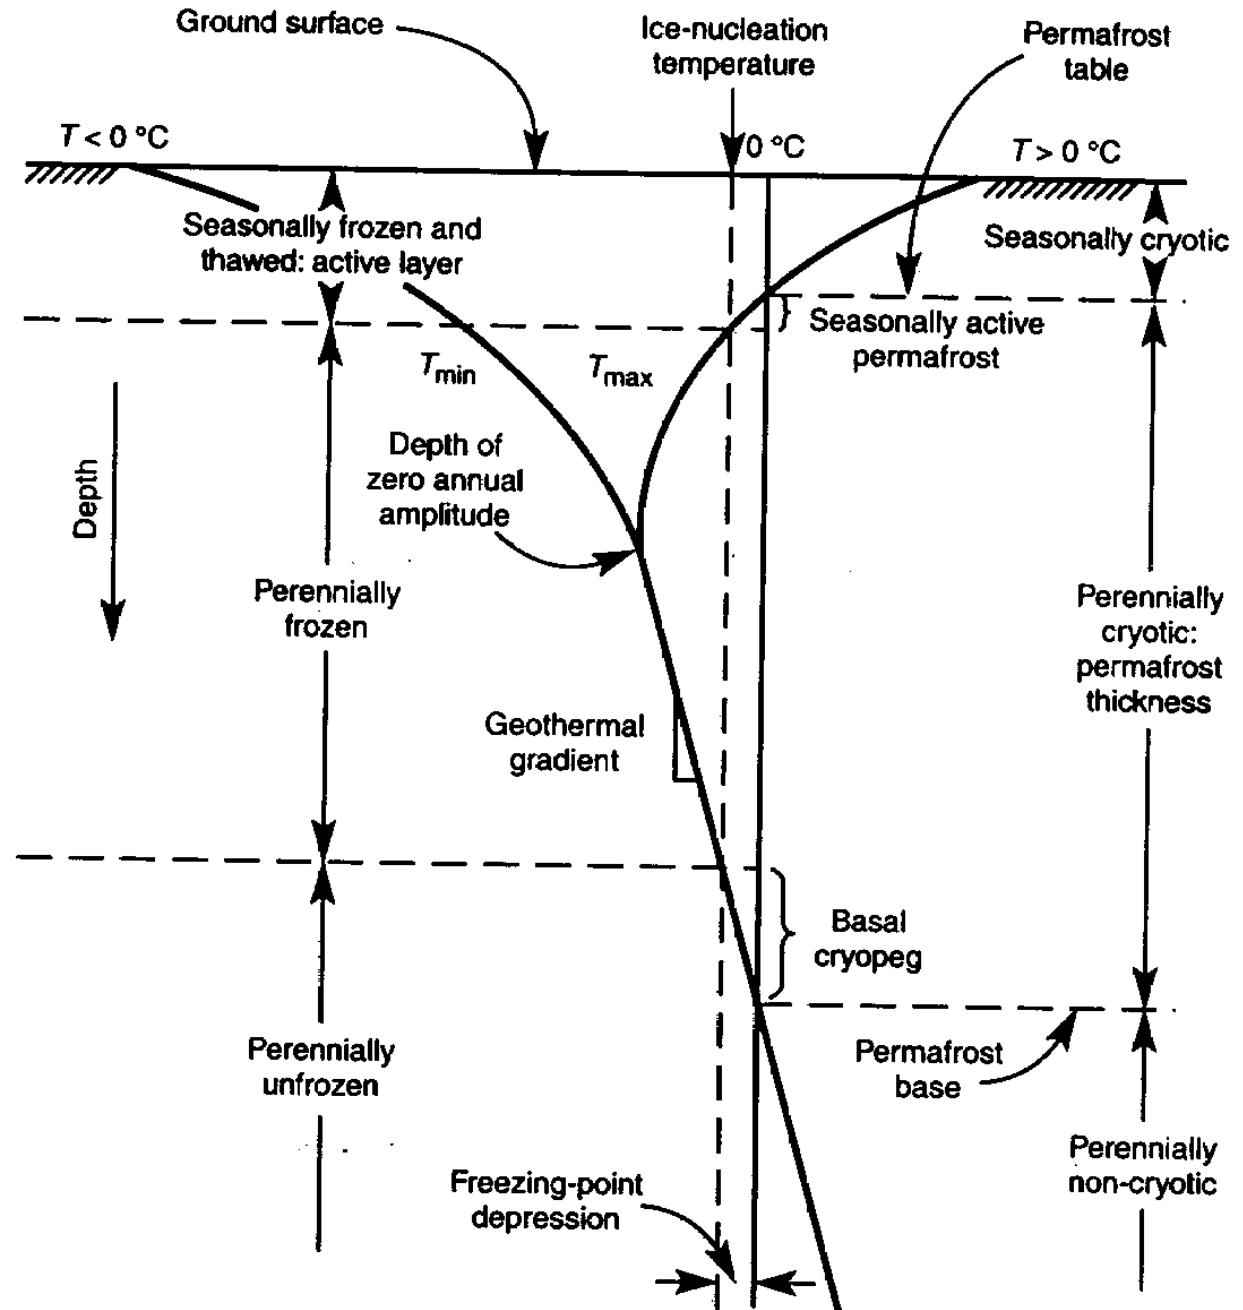 Ground surface
Ice-nucleation
temperature
Permafrost
table
T < 0 °C
0 °C
T > 0 °C
Seasonally frozen and
thawed: active layer
Seasonally cryotic
Seasonally active
permafrost
Tmin
Tmax
Depth of
zero annual
amplitude
Depth
Perennially
frozen
Perennially
cryotic:
permafrost
thickness
Geothermal
gradient
Basal
cryopeg
Perennially
unfrozen
Permafrost
base
Perennially
non-cryotic
Freezing-point
depression